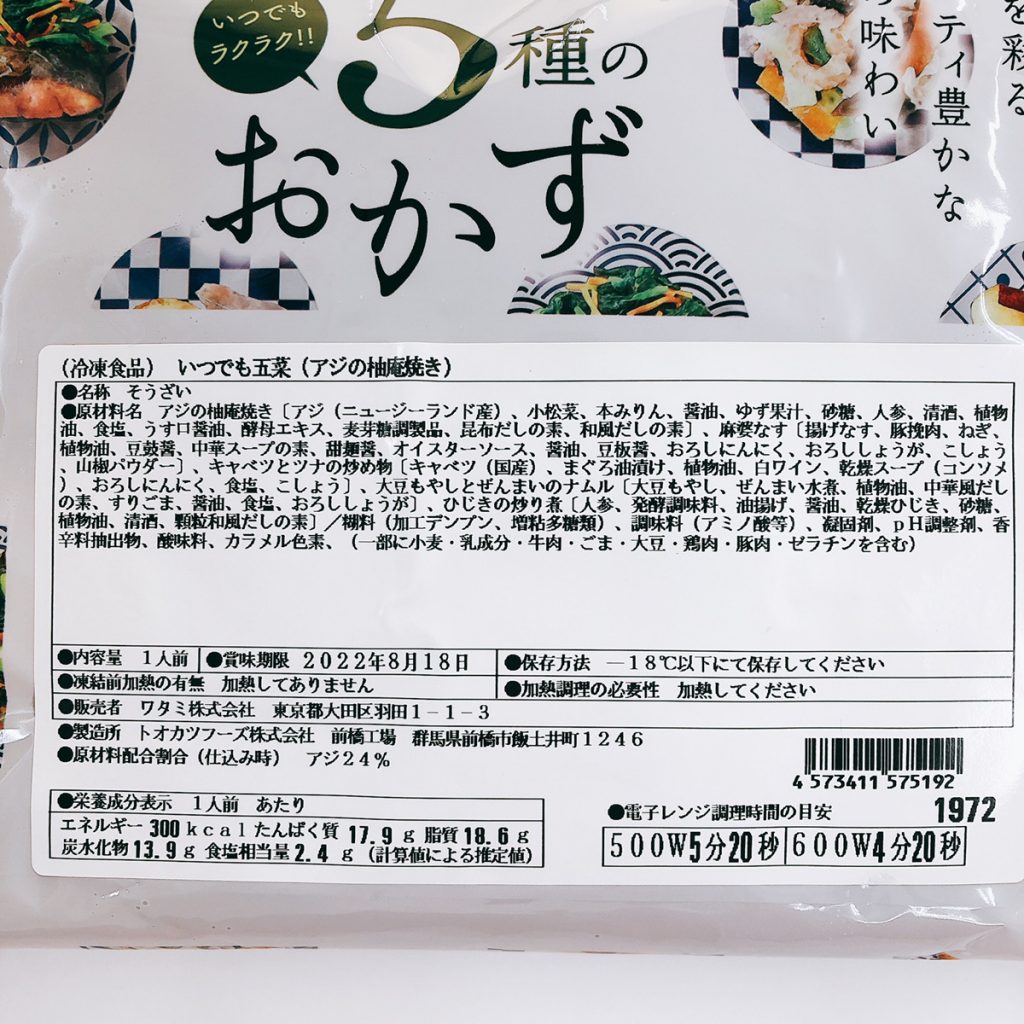 いつでも
ラクラク!!
5種の
おかず
を彩る
ティ豊かな
味わい
（冷凍食品） いつでも五菜（アジの柚庵焼き）
●名称 そうざい
●原材料名 アジの柚庵焼き〔アジ（ニュージーランド産）、小松菜、本みりん、醤油、ゆず果汁、砂糖、人参、清酒、植物
油、食塩、うす口醤油、酵母エキス、麦芽糖調製品、昆布だしの素、和風だしの素〕、麻婆なす〔揚げなす、豚挽肉、ねぎ、
植物油、豆鼓醤、中華スープの素、甜麺醤、オイスターソース、醤油、豆板醤、おろしにんにく、おろししょうが、こしょう
、山椒パウダー〕、キャベツとツナの炒め物〔キャベツ（国産）、まぐろ油漬け、植物油、白ワイン、乾燥スープ（コンソメ
）、おろしにんにく、食塩、こしょう〕、大豆もやしとぜんまいのナムル〔大豆もやし、ぜんまい水煮、植物油、中華風だし
の素、すりごま、醤油、食塩、おろししょうが〕、ひじきの炒り煮〔人参、発酵調味料、油揚げ、醤油、乾燥ひじき、砂糖、
植物油、清酒、顆粒和風だしの素〕／糊料（加工デンプン、増粘多糖類）、調味料（アミノ酸等）、凝固剤、ｐＨ調整剤、香
辛料抽出物、酸味料、カラメル色素、（一部に小麦・乳成分・牛肉・ごま・大豆・鶏肉・豚肉・ゼラチンを含む）
●内容量 １人前 ●賞味期限 ２０２２年８月１８日 ●保存方法 －１８℃以下にて保存してください
●凍結前加熱の有無 加熱してありません ●加熱調理の必要性 加熱してください
●販売者 ワタミ株式会社 東京都大田区羽田１－１－３
●製造所 トオカツフーズ株式会社 前橋工場 群馬県前橋市飯土井町１２４６
●原材料配合割合（仕込み時） アジ２４％
4 573411 575192
●栄養成分表示 １人前 あたり
エネルギー 300 ｋｃａｌ たんぱく質 17.9 ｇ 脂質 18.6 ｇ
炭水化物 13.9 ｇ 食塩相当量 2.4 ｇ （計算値による推定値）
●電子レンジ調理時間の目安 1972
５００Ｗ 5分20秒 ６００Ｗ 4分20秒